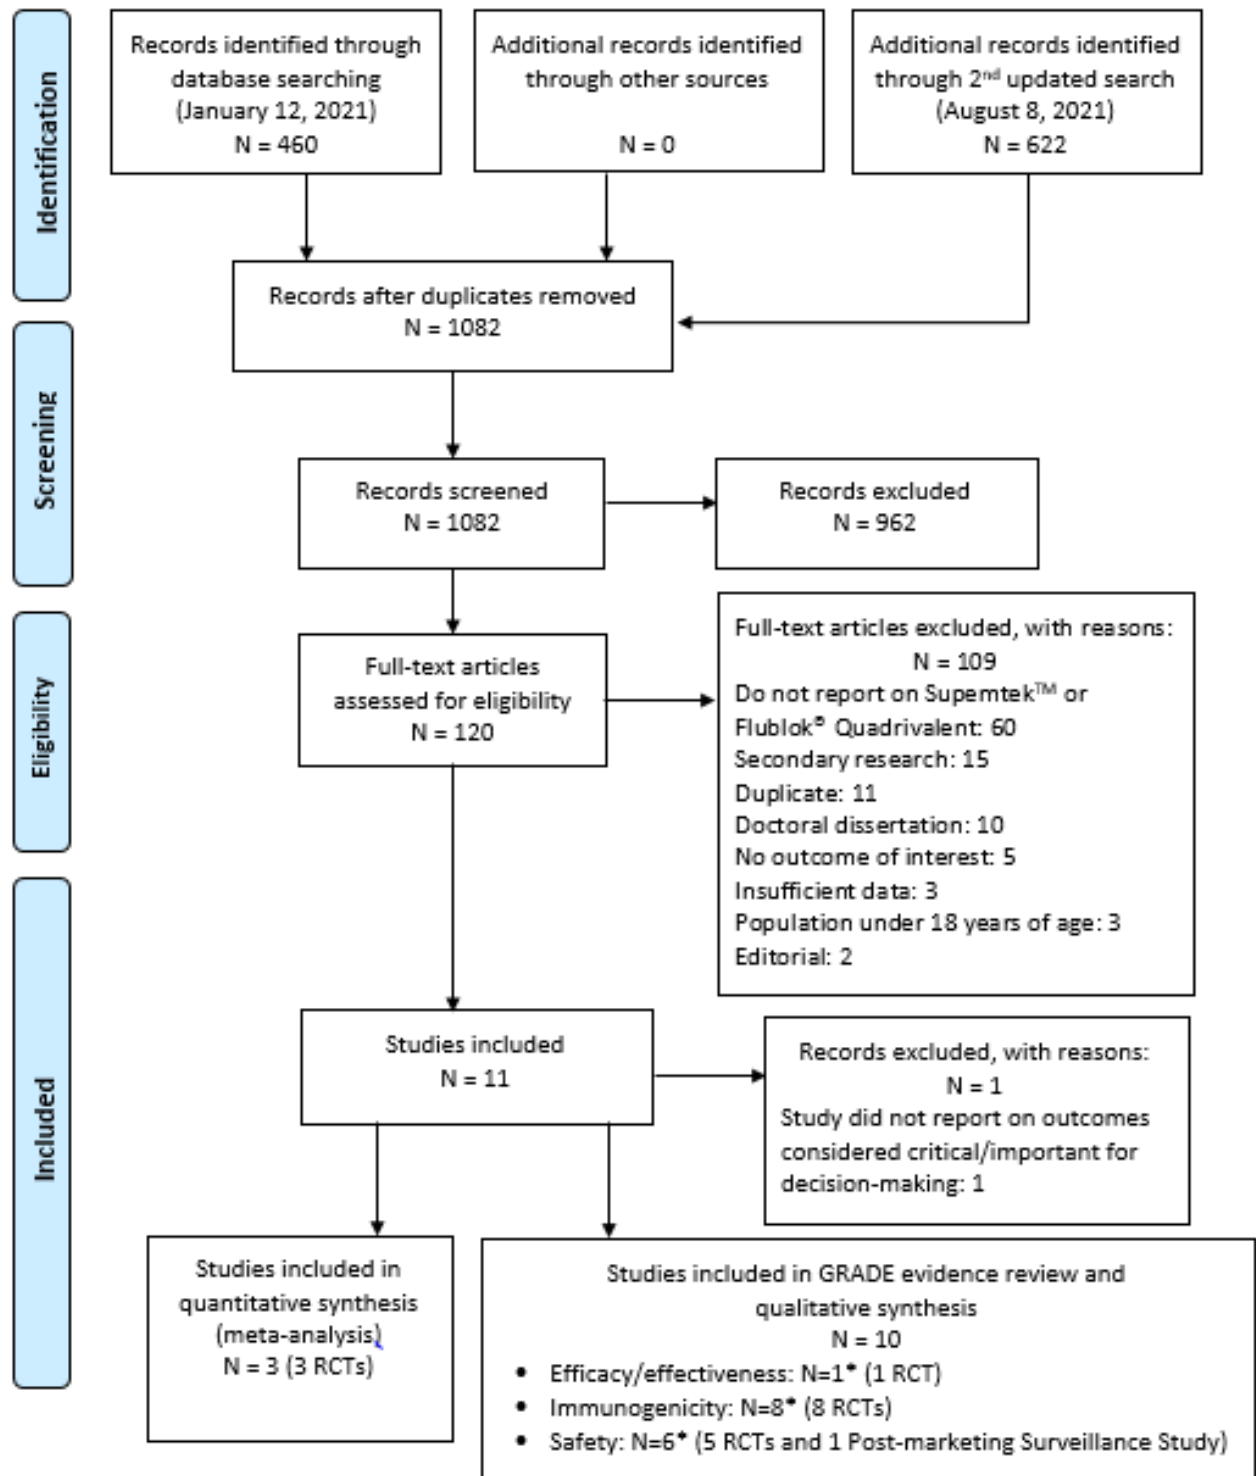 Identification
Records identified through
database searching
(January 12, 2021)
N = 460
Additional records identified
through other sources
N = 0
Additional records identified
through 2nd updated search
(August 8, 2021)
N = 622
Records after duplicates removed
N = 1082
Screening
Records screened
N = 1082
Records excluded
N = 962
Eligibility
Full-text articles
assessed for eligibility
N = 120
Full-text articles excluded, with reasons:
N = 109
Do not report on Supemtek™ or
Flublok® Quadrivalent: 60
Secondary research: 15
Duplicate: 11
Doctoral dissertation: 10
No outcome of interest: 5
Insufficient data: 3
Population under 18 years of age: 3
Editorial: 2
Included
Studies included
N = 11
Records excluded, with reasons:
N = 1
Study did not report on outcomes
considered critical/important for
decision-making: 1
Studies included in
quantitative synthesis
(meta-analysis)
N = 3 (3 RCTs)
Studies included in GRADE evidence review and
qualitative synthesis
N = 10
• Efficacy/effectiveness: N=1* (1 RCT)
• Immunogenicity: N=8* (8 RCTs)
• Safety: N=6* (5 RCTs and 1 Post-marketing Surveillance Study)